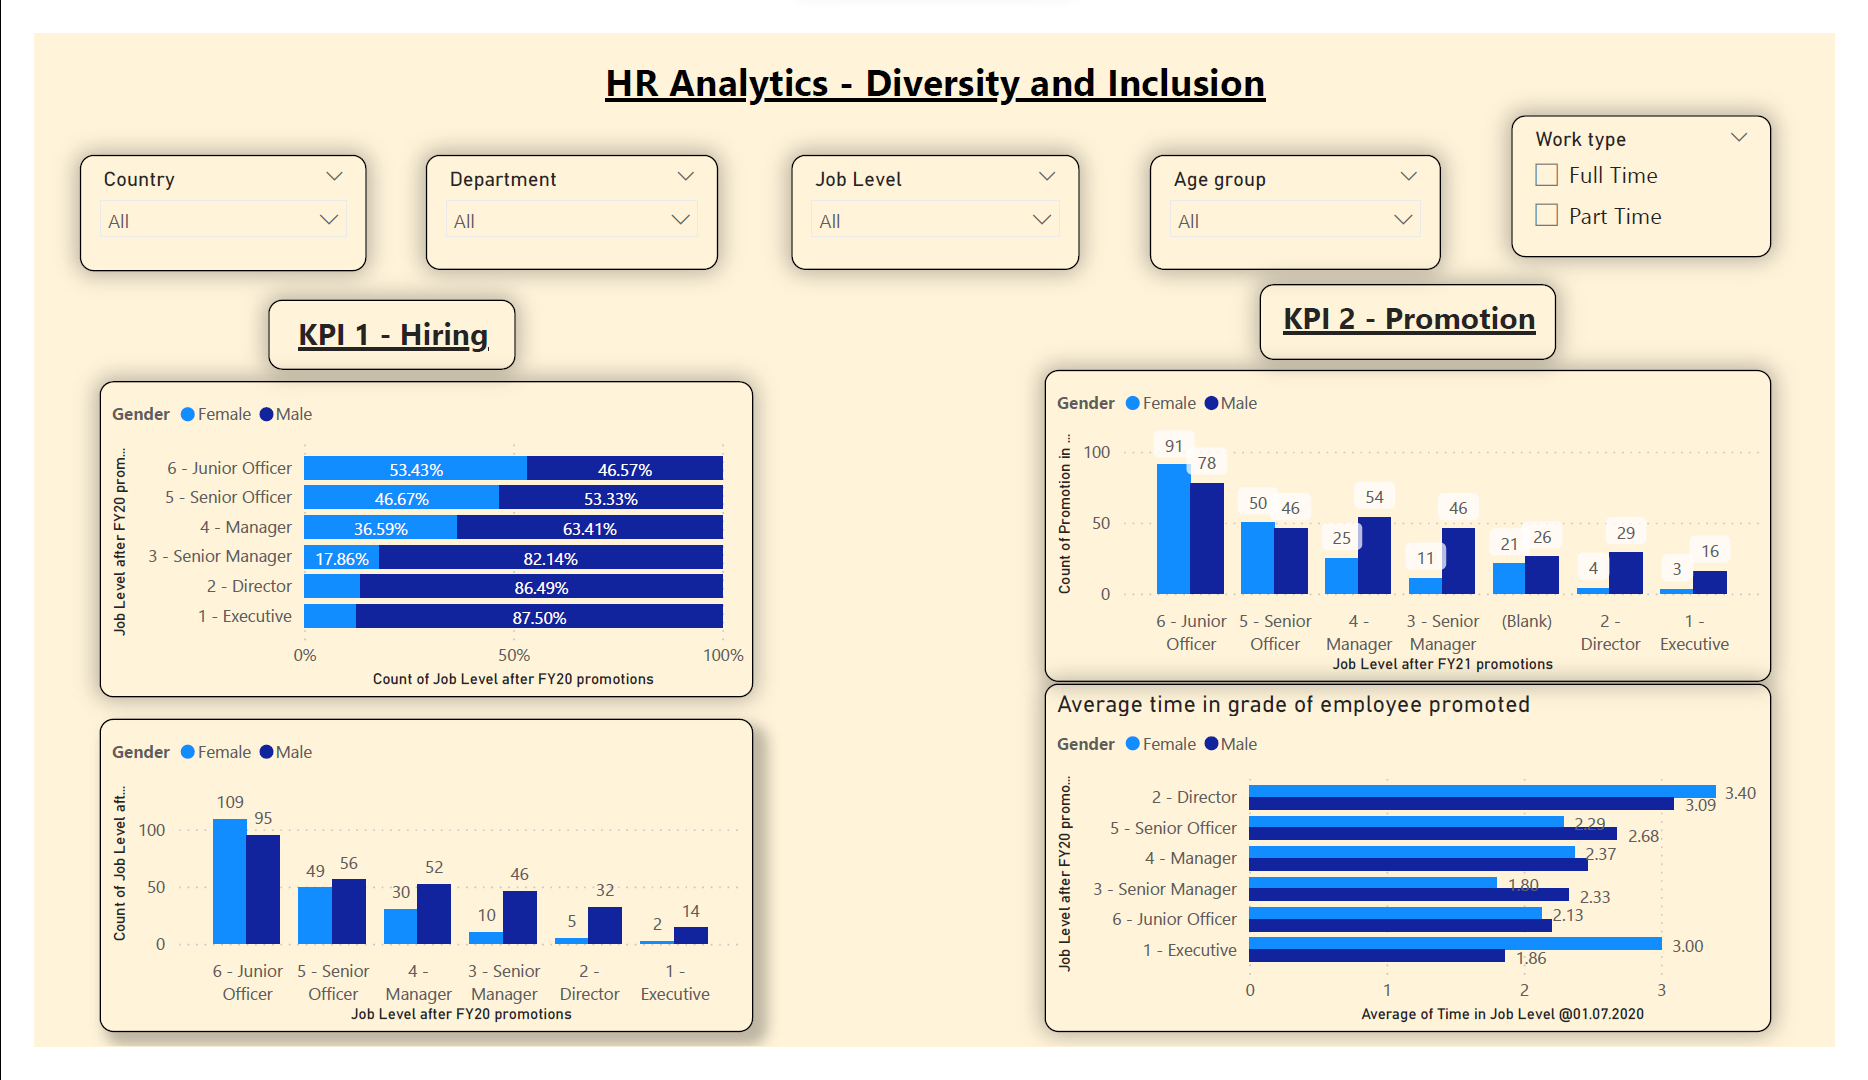 HR Analytics - Diversity and Inclusion
Country
All
Department
All
Job Level
All
Age group
All
Work type
Full Time
Part Time
KPI 1 - Hiring
Gender Female Male
Job Level after FY20 prom...
6 - Junior Officer 53.43% 46.57%
5 - Senior Officer 46.67% 53.33%
4 - Manager 36.59% 63.41%
3 - Senior Manager 17.86% 82.14%
2 - Director 86.49%
1 - Executive 87.50%
0% 50% 100%
Count of Job Level after FY20 promotions
Gender Female Male
Count of Job Level aft...
100
50
0
109 95
49 56
30 52
10 46
5 32
2 14
6 - Junior 5 - Senior 4 - 3 - Senior 2 - 1 -
Officer Officer Manager Manager Director Executive
Job Level after FY20 promotions
KPI 2 - Promotion
Gender Female Male
Count of Promotion in ...
100
50
0
91 78
50 46
25 54
11 46
21 26
4 29
3 16
6 - Junior 5 - Senior 4 - 3 - Senior (Blank) 2 - 1 -
Officer Officer Manager Manager Director Executive
Job Level after FY21 promotions
Average time in grade of employee promoted
Gender Female Male
Job Level after FY20 promo...
2 - Director 3.40
3.09
5 - Senior Officer 2.29
2.68
4 - Manager 2.37
3 - Senior Manager 1.80
2.33
6 - Junior Officer 2.13
1 - Executive 3.00
1.86
0 1 2 3
Average of Time in Job Level @01.07.2020